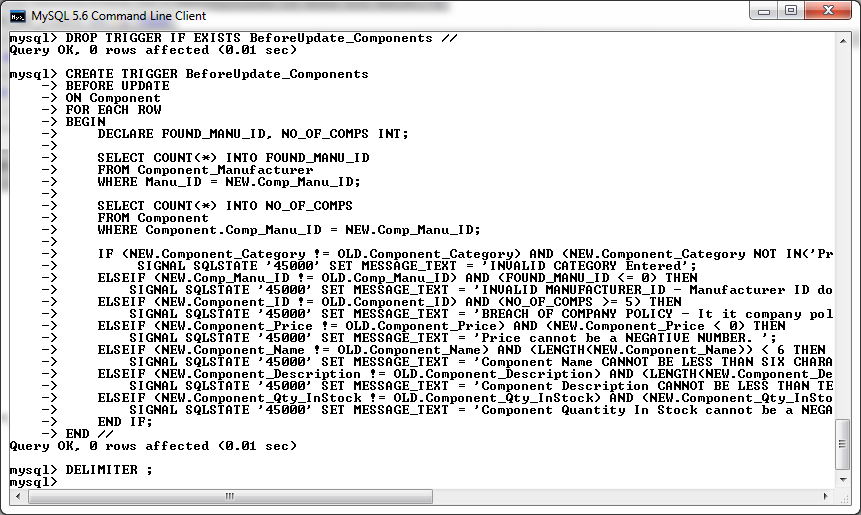 MySQL 5.6 Command Line Client
mysql> DROP TRIGGER IF EXISTS BeforeUpdate_Components //
Query OK, 0 rows affected (0.01 sec)
mysql> CREATE TRIGGER BeforeUpdate_Components
-> BEFORE UPDATE
-> ON Component
-> FOR EACH ROW
-> BEGIN
-> DECLARE FOUND_MANU_ID, NO_OF_COMPS INT;
->
-> SELECT COUNT(*) INTO FOUND_MANU_ID
-> FROM Component_Manufacturer
-> WHERE Manu_ID = NEW.Comp_Manu_ID;
->
-> SELECT COUNT(*) INTO NO_OF_COMPS
-> FROM Component
-> WHERE Component.Comp_Manu_ID = NEW.Comp_Manu_ID;
->
-> IF (NEW.Component_Category != OLD.Component_Category) AND (NEW.Component_Category NOT IN('Pr
-> SIGNAL SQLSTATE '45000' SET MESSAGE_TEXT = 'INVALID CATEGORY Entered';
-> ELSEIF (NEW.Comp_Manu_ID != OLD.Comp_Manu_ID) AND (FOUND_MANU_ID <= 0) THEN
-> SIGNAL SQLSTATE '45000' SET MESSAGE_TEXT = 'INVALID MANUFACTURER_ID - Manufacturer ID do
-> ELSEIF (NEW.Component_ID != OLD.Component_ID) AND (NO_OF_COMPS >= 5) THEN
-> SIGNAL SQLSTATE '45000' SET MESSAGE_TEXT = 'BREACH OF COMPANY POLICY - It it company pol
-> ELSEIF (NEW.Component_Price != OLD.Component_Price) AND (NEW.Component_Price < 0) THEN
-> SIGNAL SQLSTATE '45000' SET MESSAGE_TEXT = 'Price cannot be a NEGATIVE NUMBER. ';
-> ELSEIF (NEW.Component_Name != OLD.Component_Name) AND (LENGTH(NEW.Component_Name)) < 6 THEN
-> SIGNAL SQLSTATE '45000' SET MESSAGE_TEXT = 'Component Name CANNOT BE LESS THAN SIX CHARA
-> ELSEIF (NEW.Component_Description != OLD.Component_Description) AND (LENGTH(NEW.Component_De
-> SIGNAL SQLSTATE '45000' SET MESSAGE_TEXT = 'Component Description CANNOT BE LESS THAN TE
-> ELSEIF (NEW.Component_Qty_InStock != OLD.Component_Qty_InStock) AND (NEW.Component_Qty_InSto
-> SIGNAL SQLSTATE '45000' SET MESSAGE_TEXT = 'Component Quantity In Stock cannot be a NEGA
-> END IF;
-> END //
Query OK, 0 rows affected (0.01 sec)
mysql> DELIMITER ;
mysql>